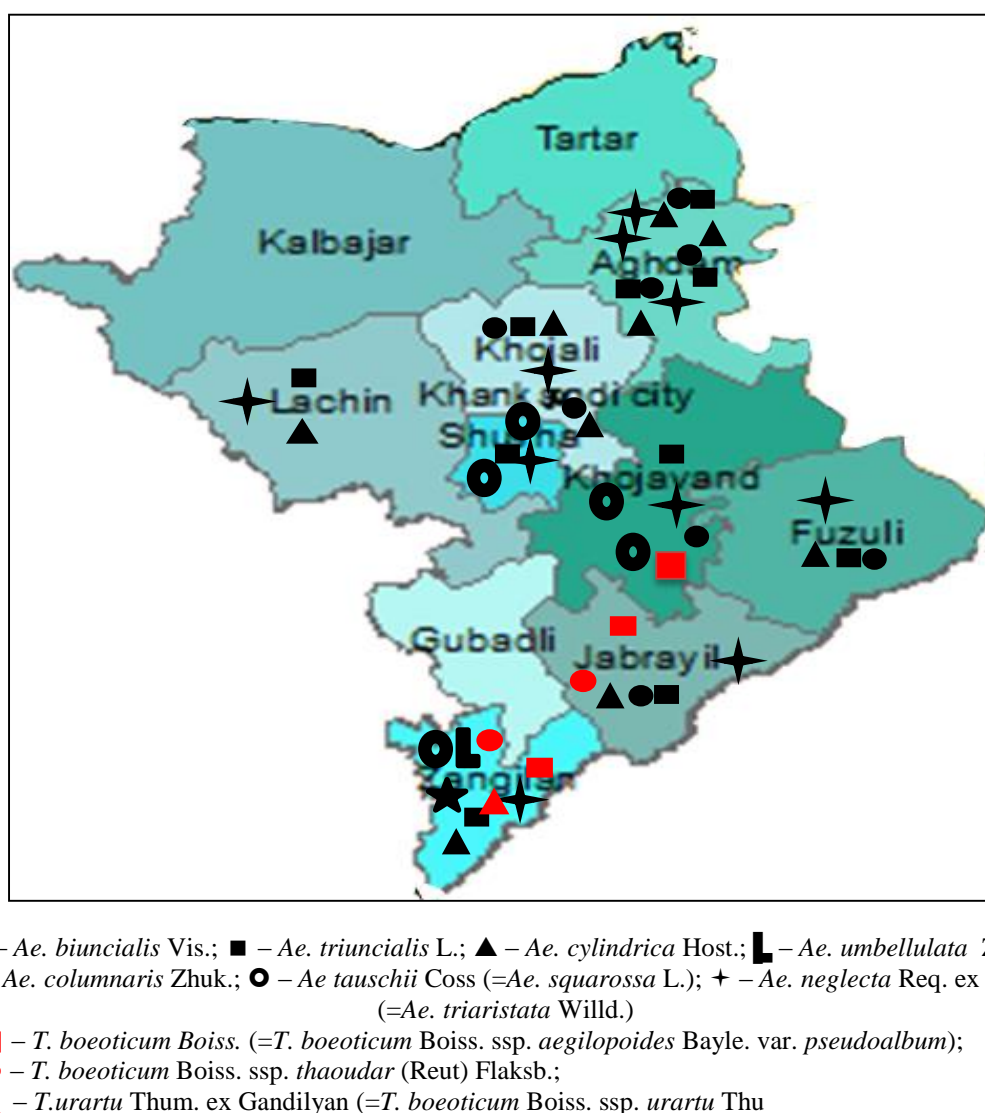 Tartar
Kalbajar
Aghdam
Khojali
Lachin
Khankandi city
Shusha
Khojavand
Fuzuli
Gubadli
Jabrayil
Zangilan
– Ae. biuncialis Vis.; ■ – Ae. triuncialis L.; ▲ – Ae. cylindrica Host.; L – Ae. umbellulata
Ae. columnaris Zhuk.; O – Ae tauschii Coss (=Ae. squarossa L.); ✦ – Ae. neglecta Req. ex
(=Ae. triaristata Willd.)
– T. boeoticum Boiss. (=T. boeoticum Boiss. ssp. aegilopoides Bayle. var. pseudoalbum);
– T. boeoticum Boiss. ssp. thaoudar (Reut) Flaksb.;
– T.urartu Thum. ex Gandilyan (=T. boeoticum Boiss. ssp. urartu Thu